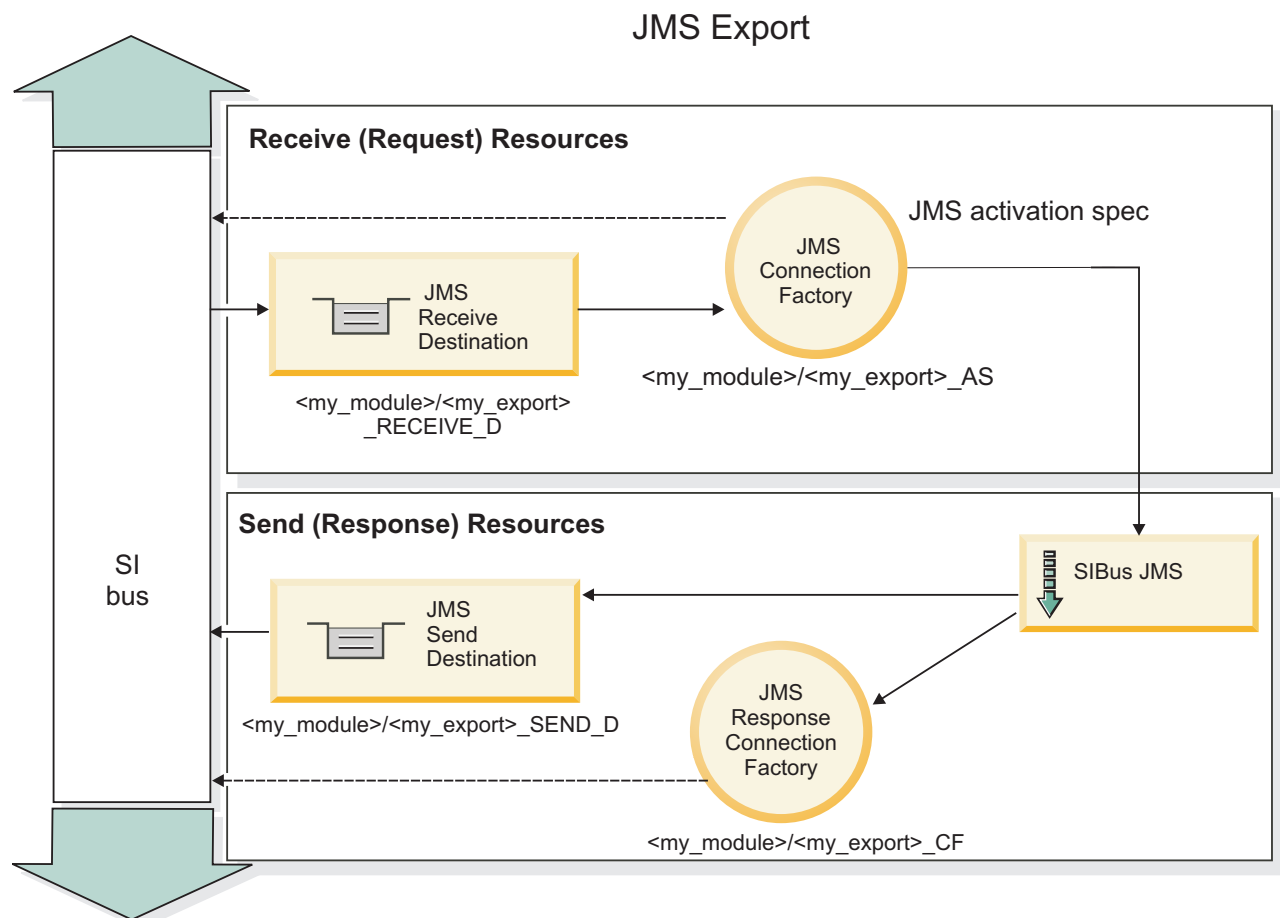 JMS Export
Receive (Request) Resources
JMS activation spec
JMS
Connection
Factory
JMS
Receive
Destination
<my_module>/<my_export>_AS
<my_module>/<my_export>
_RECEIVE_D
Send (Response) Resources
SI
bus
SIBus JMS
JMS
Send
Destination
JMS
Response
Connection
Factory
<my_module>/<my_export>_SEND_D
<my_module>/<my_export>_CF